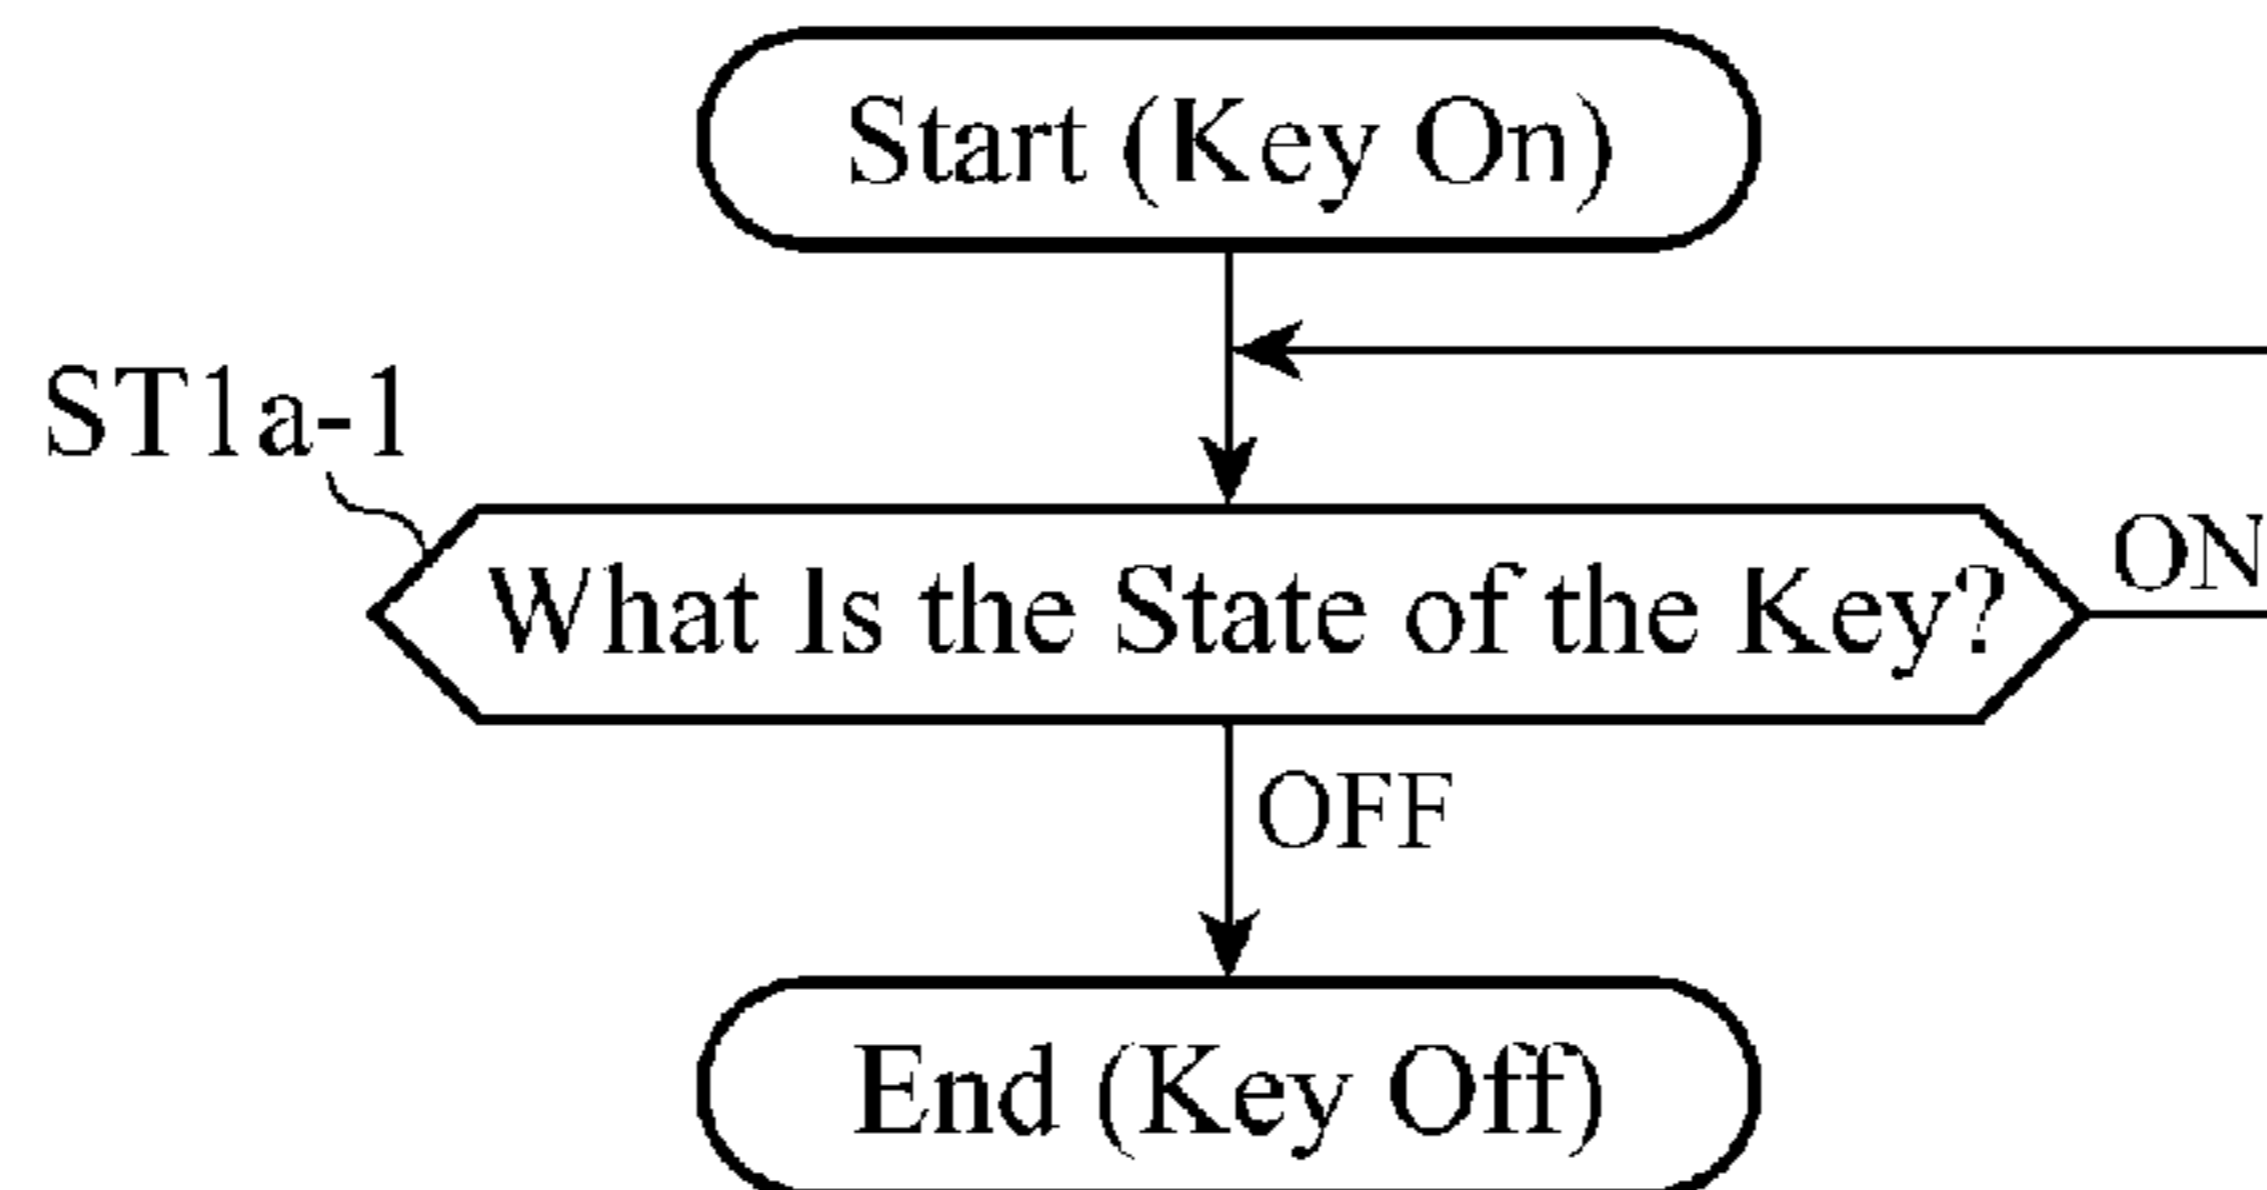 Start (Key On)
ST1a-1
What Is the State of the Key?
ON
OFF
End (Key Off)